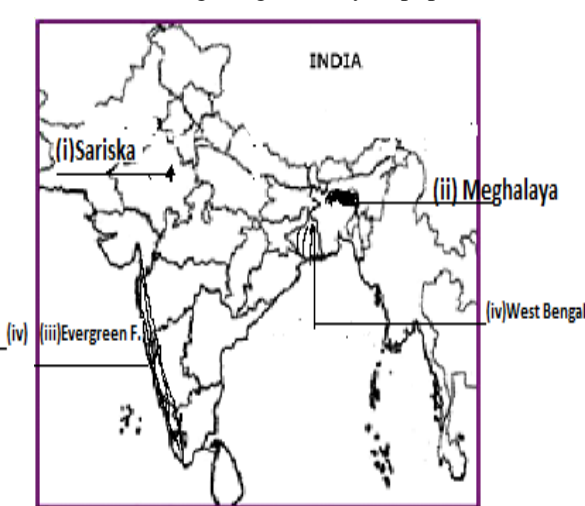 INDIA
(i)Sariska
(ii) Meghalaya
(iv)West Bengal
_(iv) (iii)Evergreen F.